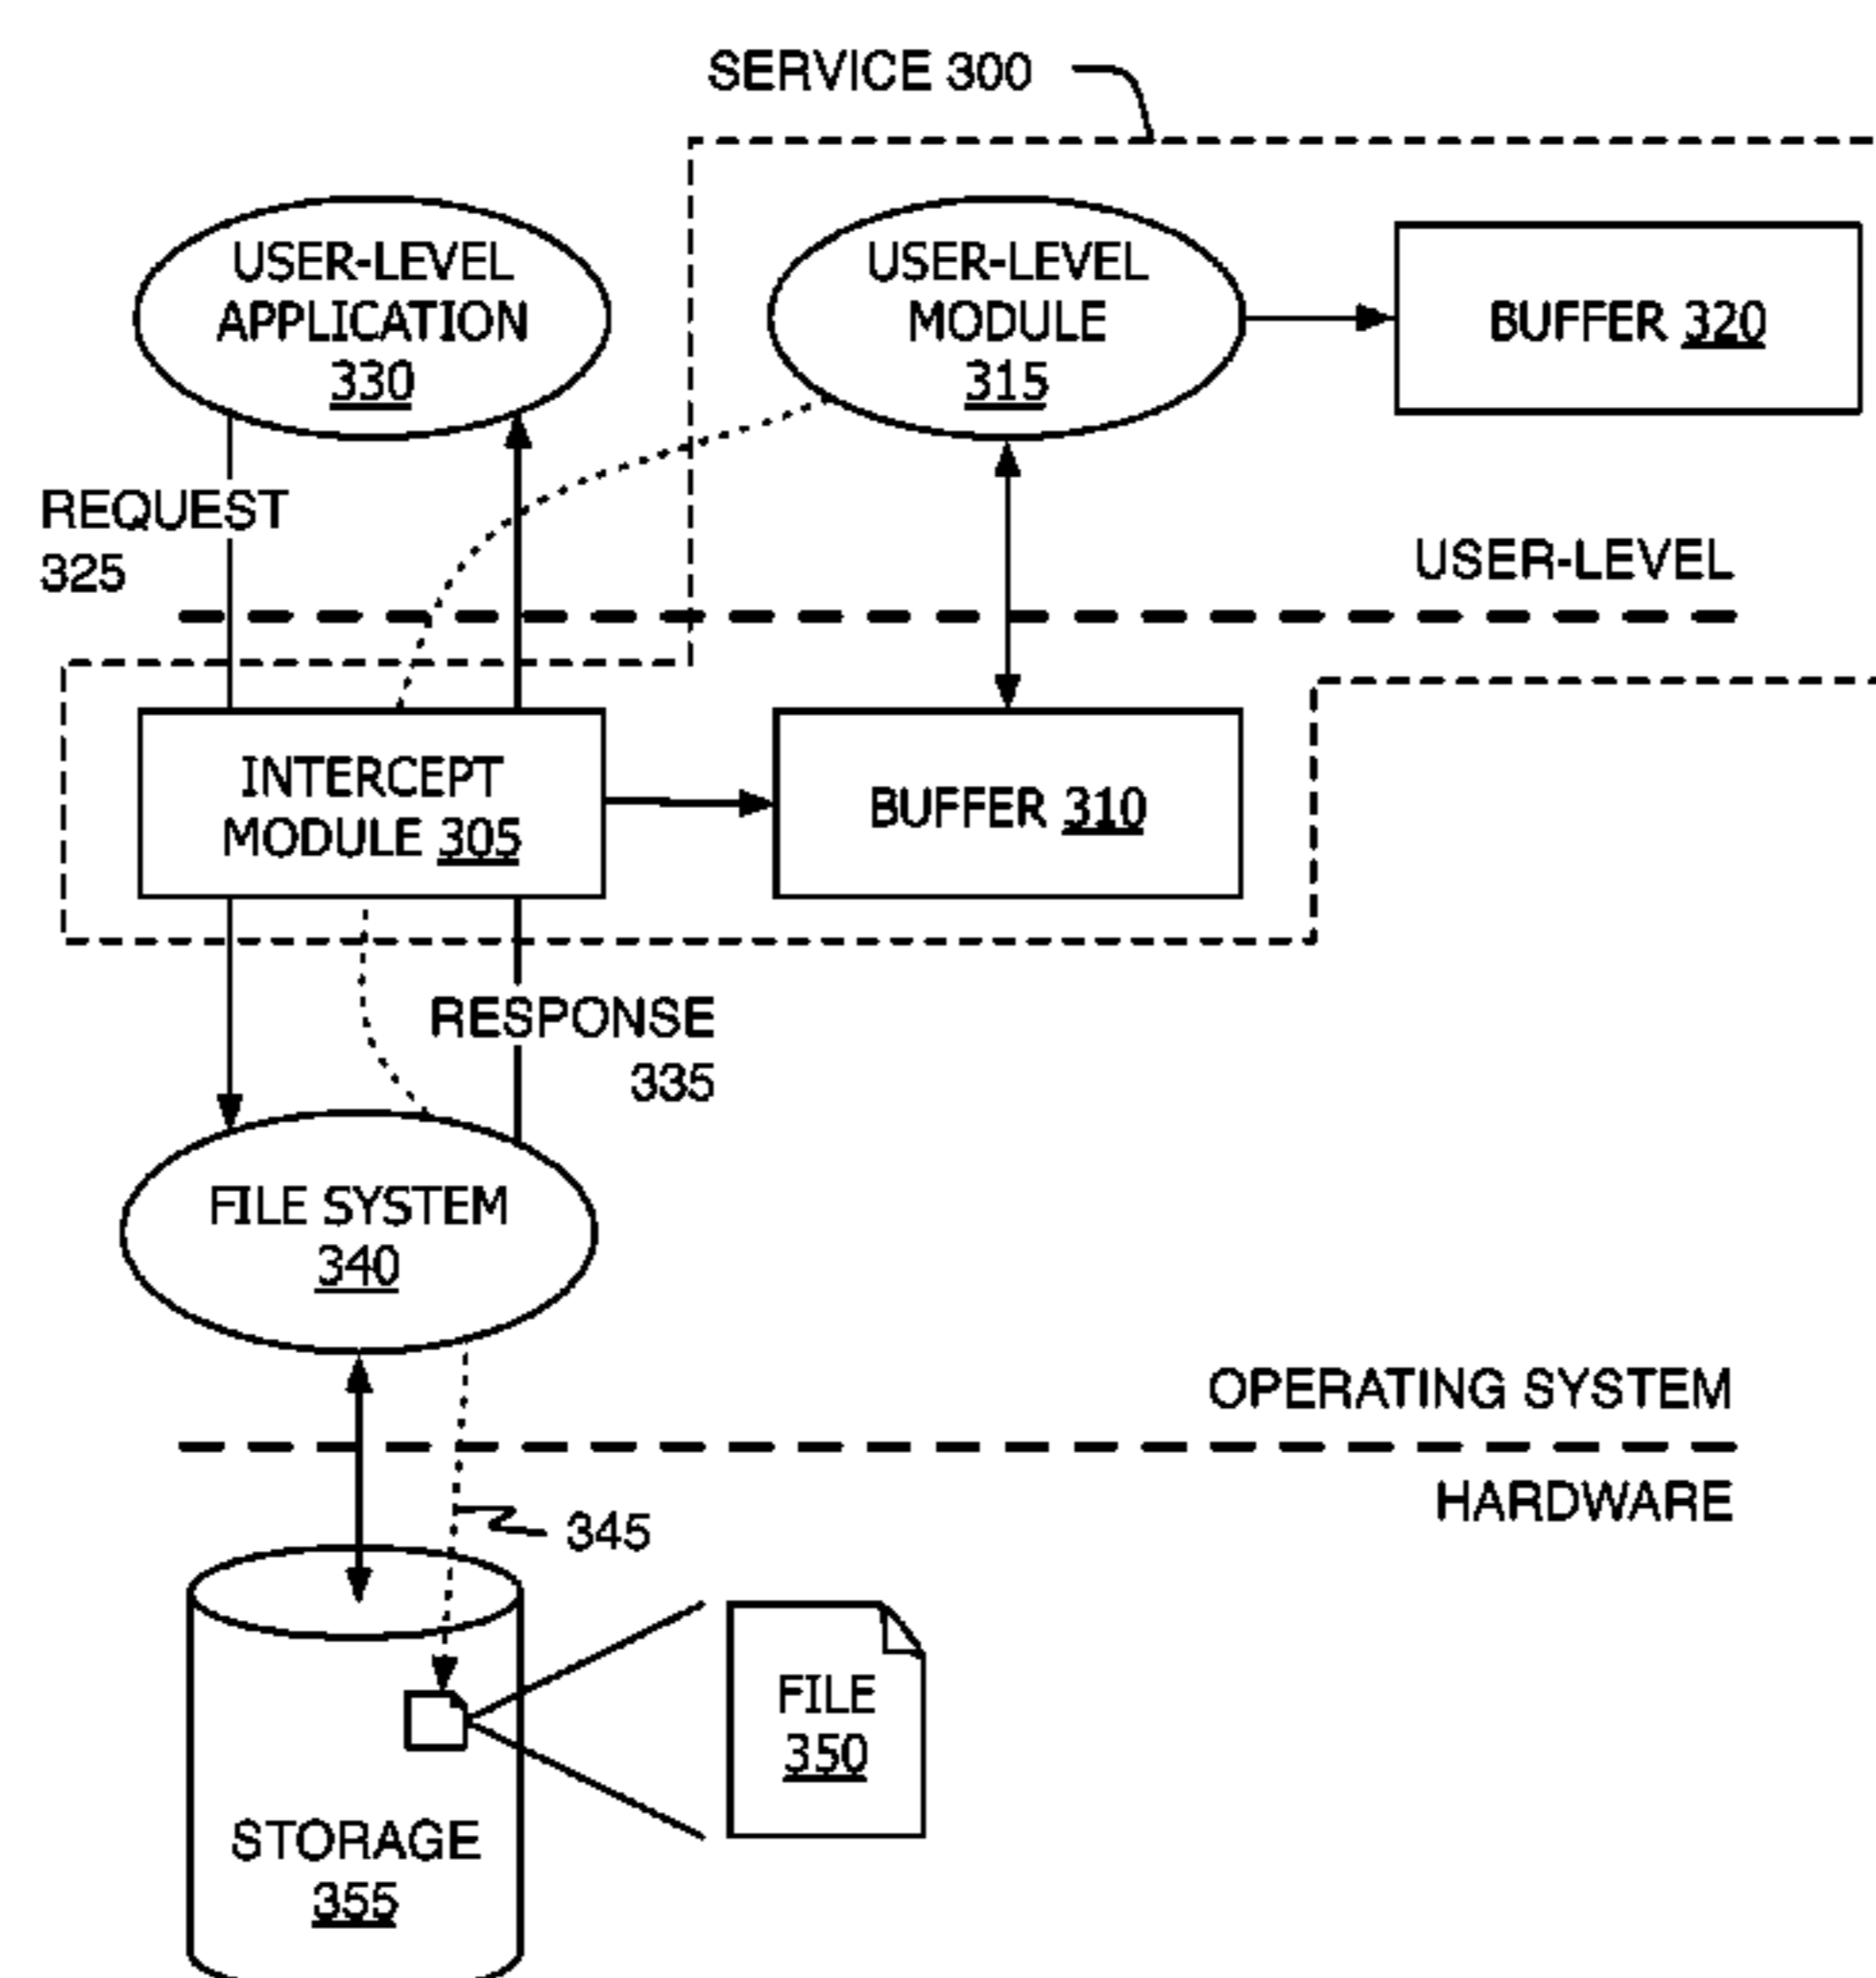 SERVICE 300
USER-LEVEL
APPLICATION
330
USER-LEVEL
MODULE
315
BUFFER 320
REQUEST
325
USER-LEVEL
INTERCEPT
MODULE 305
BUFFER 310
RESPONSE
335
FILE SYSTEM
340
OPERATING SYSTEM
HARDWARE
345
FILE
350
STORAGE
355